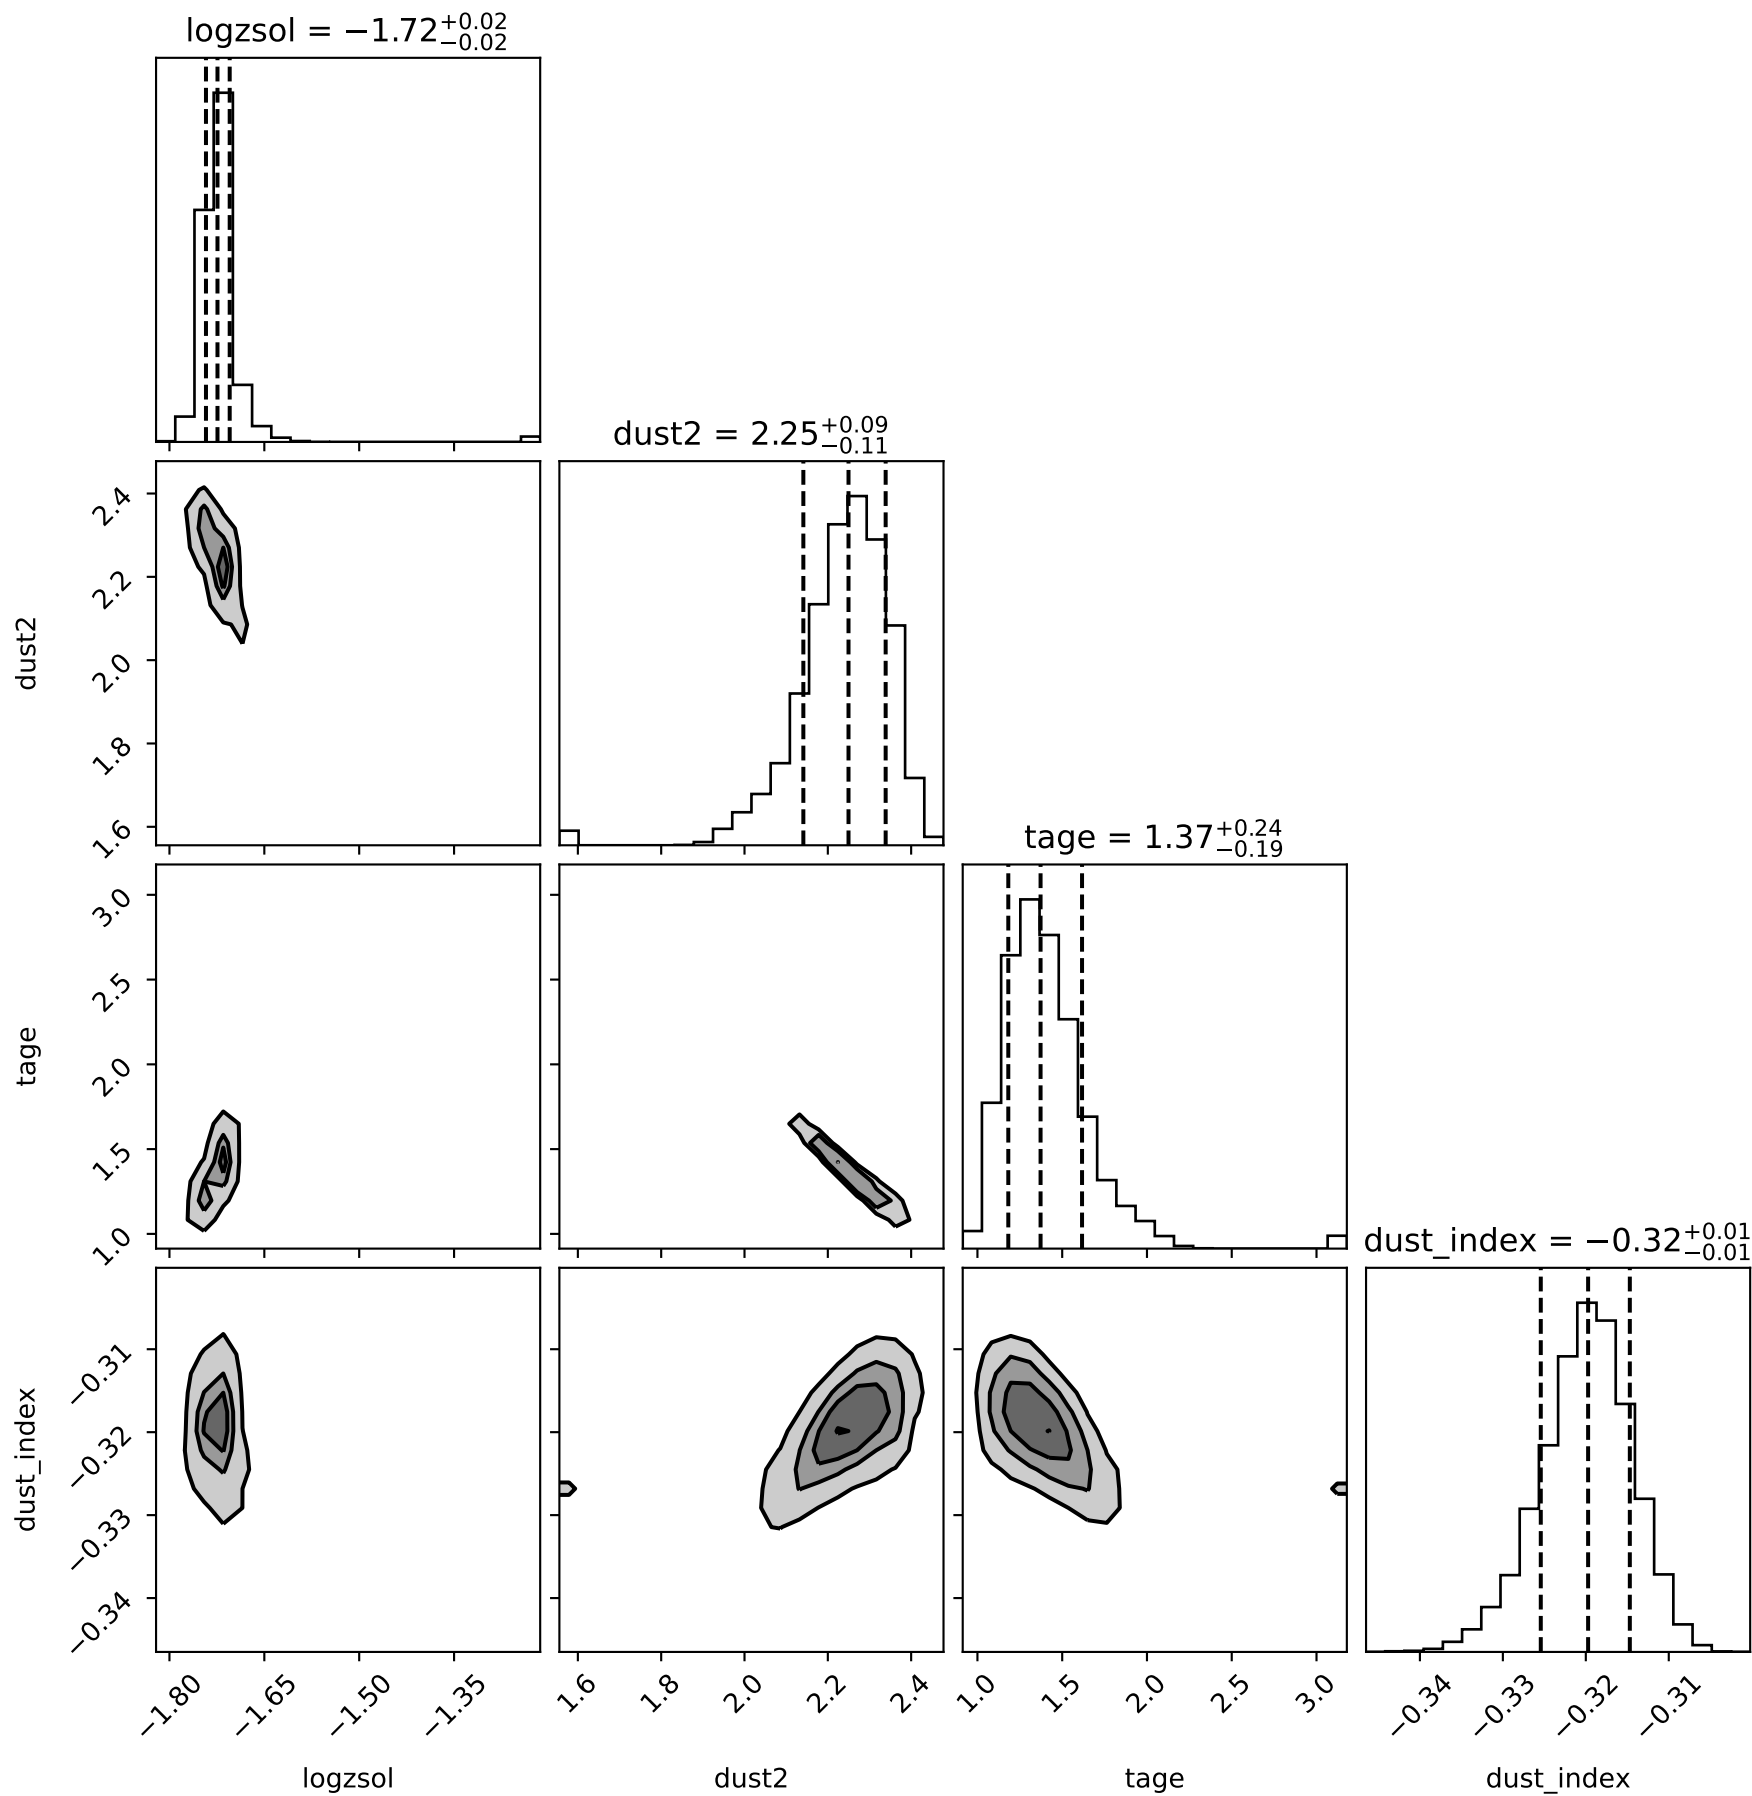 logzsol = −1.72+0.02 −0.02
dust2 = 2.25+0.09 −0.11
2.4
2.2
2.0
1.8
1.6
dust2
tage = 1.37+0.24 −0.19
3.0
2.5
2.0
1.5
1.0
tage
dust_index = −0.32+0.01 −0.01
−0.31
−0.32
−0.33
−0.34
dust_index
−1.80 −1.65 −1.50 −1.35
1.6 1.8 2.0 2.2 2.4
1.0 1.5 2.0 2.5 3.0
−0.34 −0.33 −0.32 −0.31
logzsol
dust2
tage
dust_index